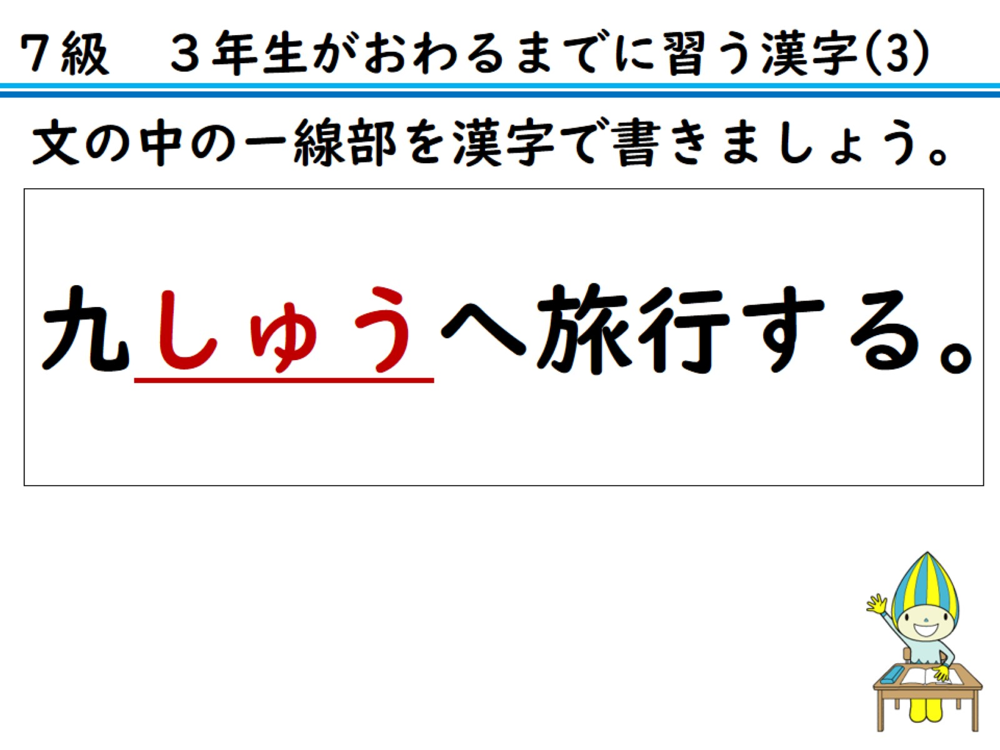 ７級　３年生がおわるまでに習う漢字(3)
文の中の―線部を漢字で書きましょう。
九しゅうへ旅行する。